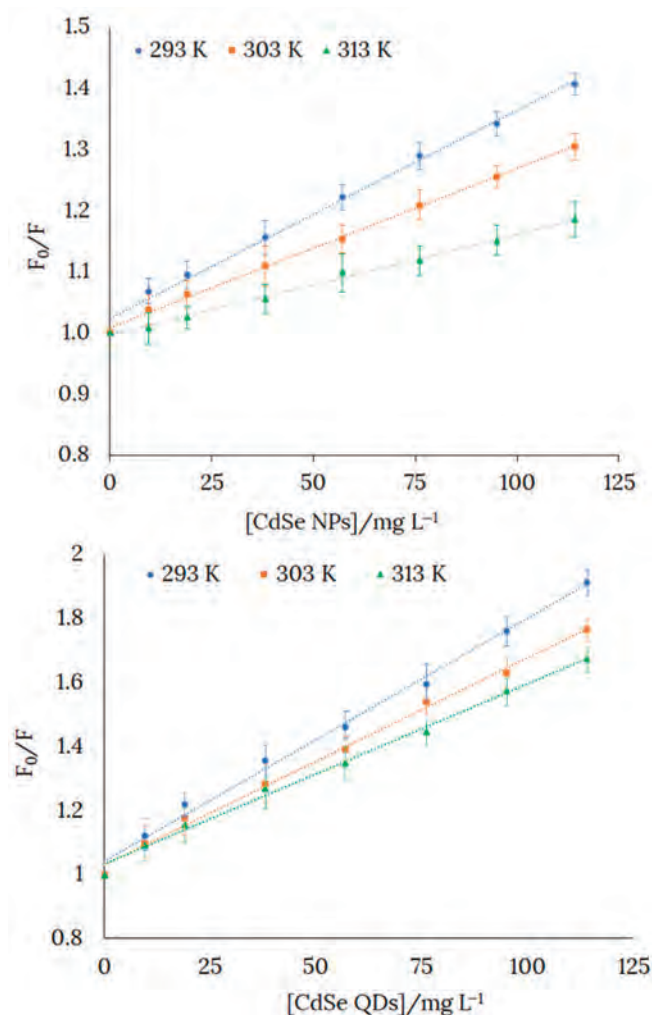 1.5
293 K 303 K 313 K
1.4
1.3
1.2
F₀/F
1.1
1.0
0.9
0.8
0 25 50 75 100 125
[CdSe NPs]/mg L⁻¹
2
293 K 303 K 313 K
1.8
1.6
F₀/F
1.4
1.2
1
0.8
0 25 50 75 100 125
[CdSe QDs]/mg L⁻¹